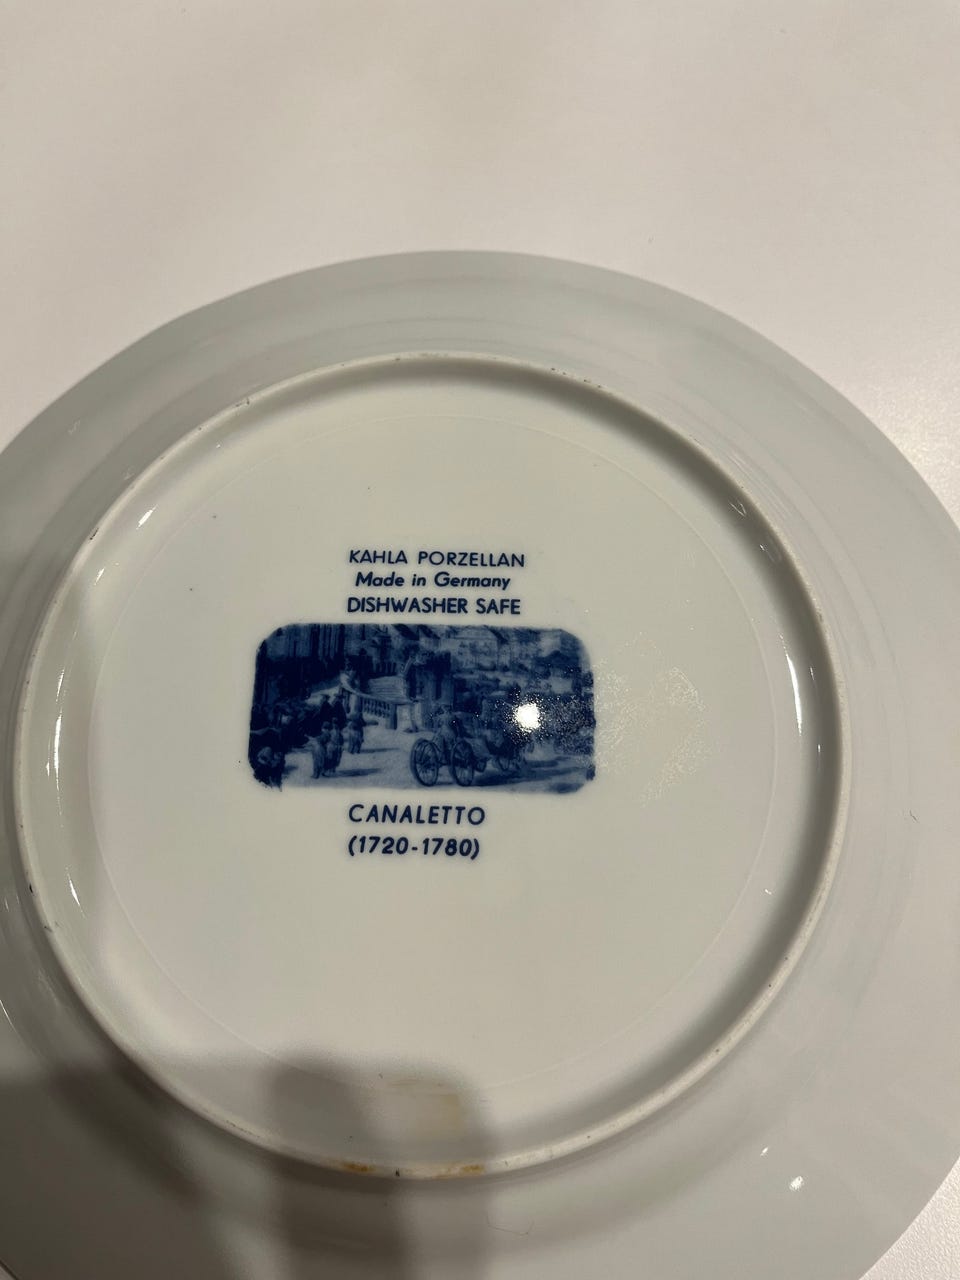 KAHLA PORZELLAN
Made in Germany
DISHWASHER SAFE
CANALETTO
(1720-1780)